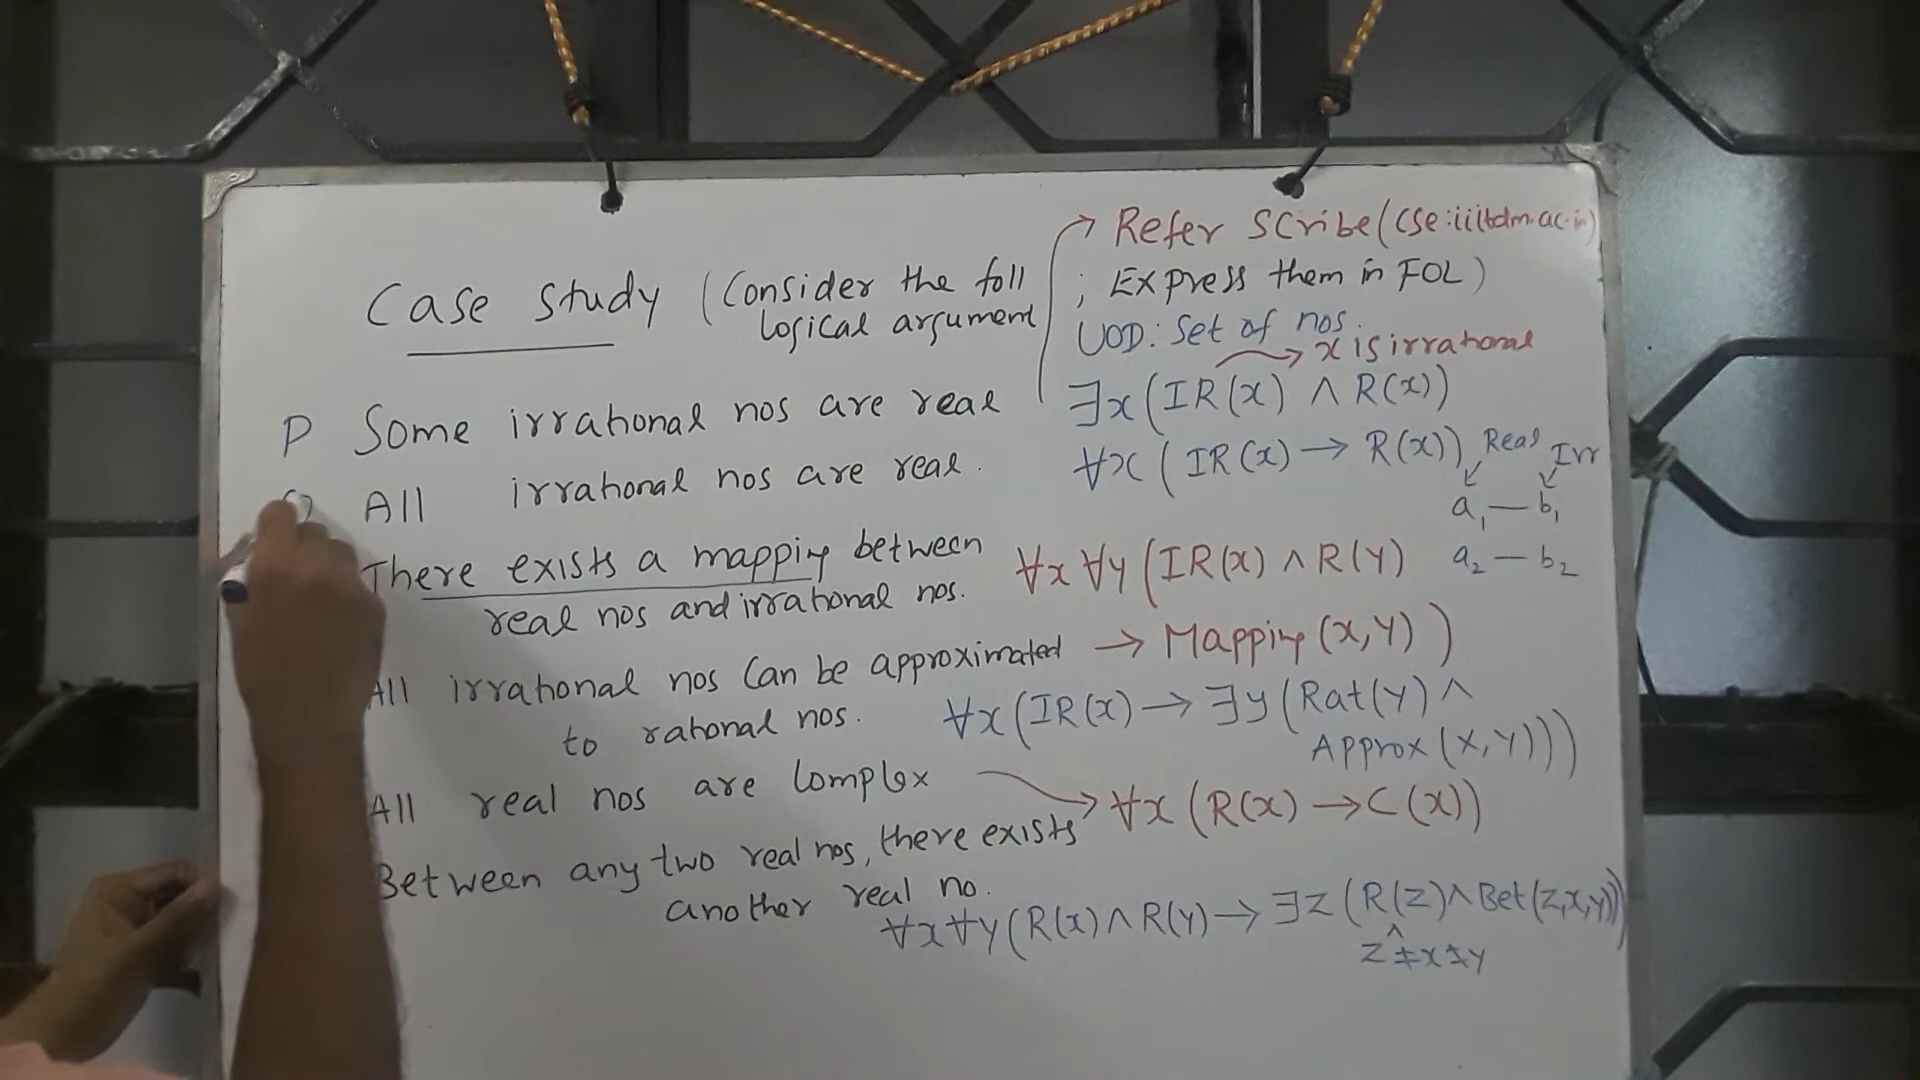 Refer Scribe (cse.iiitdm.ac.in)
Case Study (Consider the foll ; Express them in FOL)
logical argument
UOD: Set of nos.
x is irrational
P Some irrational nos are real ∃x (IR(x) ∧ R(x))
All irrational nos are real. ∀x (IR(x) → R(x))
Real Irr
a₁ — b₁
There exists a mapping between ∀x ∀y (IR(x) ∧ R(y) a₂ — b₂
real nos and irrational nos.
→ Mapping (x,y))
All irrational nos can be approximated
to rational nos. ∀x (IR(x) → ∃y (Rat(y) ∧
Approx (x,y)))
All real nos are complex → ∀x (R(x) → C(x))
Between any two real nos, there exists
another real no.
∀x ∀y (R(x) ∧ R(y) → ∃z (R(z) ∧ Bet(z,x,y))
∧
z ≠ x ≠ y